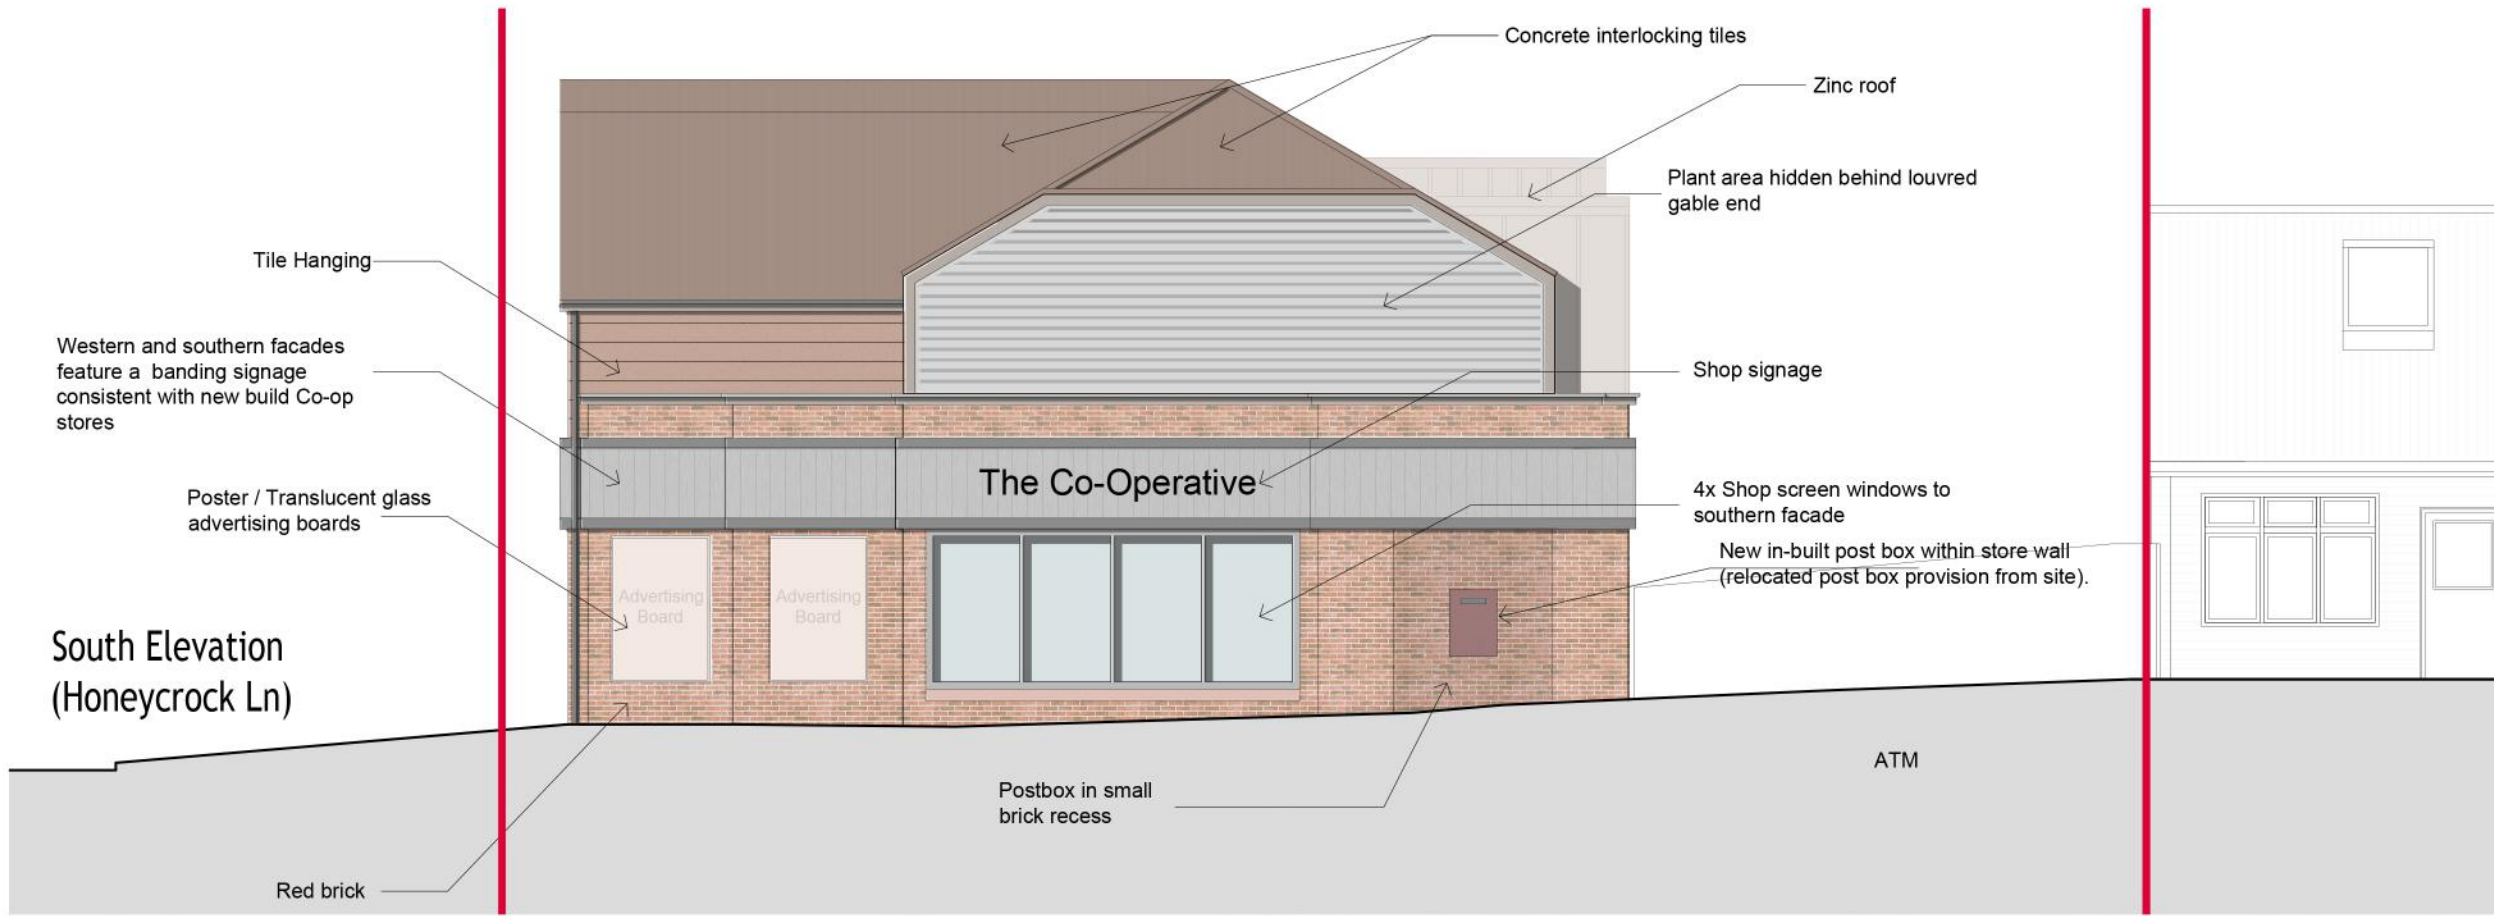 Concrete interlocking tiles
Zinc roof
Plant area hidden behind louvred
gable end
Tile Hanging
Western and southern facades
feature a banding signage
consistent with new build Co-op
stores
Shop signage
The Co-Operative
Poster / Translucent glass
advertising boards
4x Shop screen windows to
southern facade
New in-built post box within store wall
(relocated post box provision from site).
Advertising
Board
Advertising
Board
South Elevation
(Honeycrock Ln)
ATM
Postbox in small
brick recess
Red brick